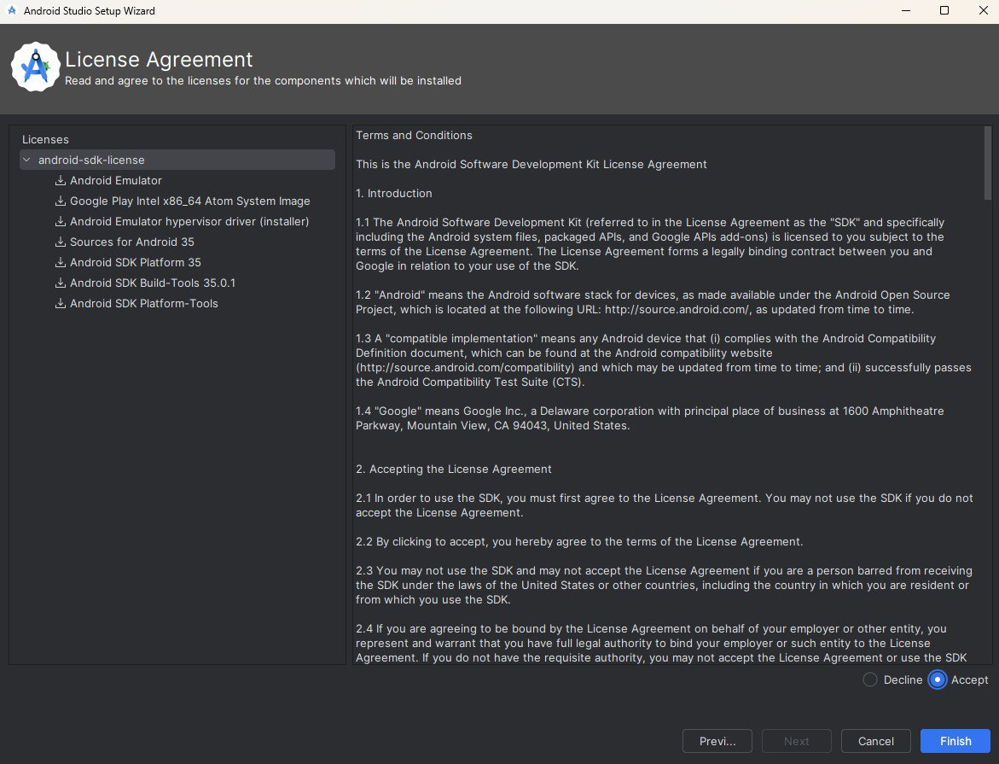 Android Studio Setup Wizard
License Agreement
Read and agree to the licenses for the components which will be installed
Licenses
android-sdk-license
Android Emulator
Google Play Intel x86_64 Atom System Image
Android Emulator hypervisor driver (installer)
Sources for Android 35
Android SDK Platform 35
Android SDK Build-Tools 35.0.1
Android SDK Platform-Tools
Terms and Conditions
This is the Android Software Development Kit License Agreement
1. Introduction
1.1 The Android Software Development Kit (referred to in the License Agreement as the "SDK" and specifically
including the Android system files, packaged APIs, and Google APIs add-ons) is licensed to you subject to the
terms of the License Agreement. The License Agreement forms a legally binding contract between you and
Google in relation to your use of the SDK.
1.2 "Android" means the Android software stack for devices, as made available under the Android Open Source
Project, which is located at the following URL: http://source.android.com/, as updated from time to time.
1.3 A "compatible implementation" means any Android device that (i) complies with the Android Compatibility
Definition document, which can be found at the Android compatibility website
(http://source.android.com/compatibility) and which may be updated from time to time; and (ii) successfully passes
the Android Compatibility Test Suite (CTS).
1.4 "Google" means Google Inc., a Delaware corporation with principal place of business at 1600 Amphitheatre
Parkway, Mountain View, CA 94043, United States.
2. Accepting the License Agreement
2.1 In order to use the SDK, you must first agree to the License Agreement. You may not use the SDK if you do not
accept the License Agreement.
2.2 By clicking to accept, you hereby agree to the terms of the License Agreement.
2.3 You may not use the SDK and may not accept the License Agreement if you are a person barred from receiving
the SDK under the laws of the United States or other countries, including the country in which you are resident or
from which you use the SDK.
2.4 If you are agreeing to be bound by the License Agreement on behalf of your employer or other entity, you
represent and warrant that you have full legal authority to bind your employer or such entity to the License
Agreement. If you do not have the requisite authority, you may not accept the License Agreement or use the SDK
Decline Accept
Previ... Next Cancel Finish